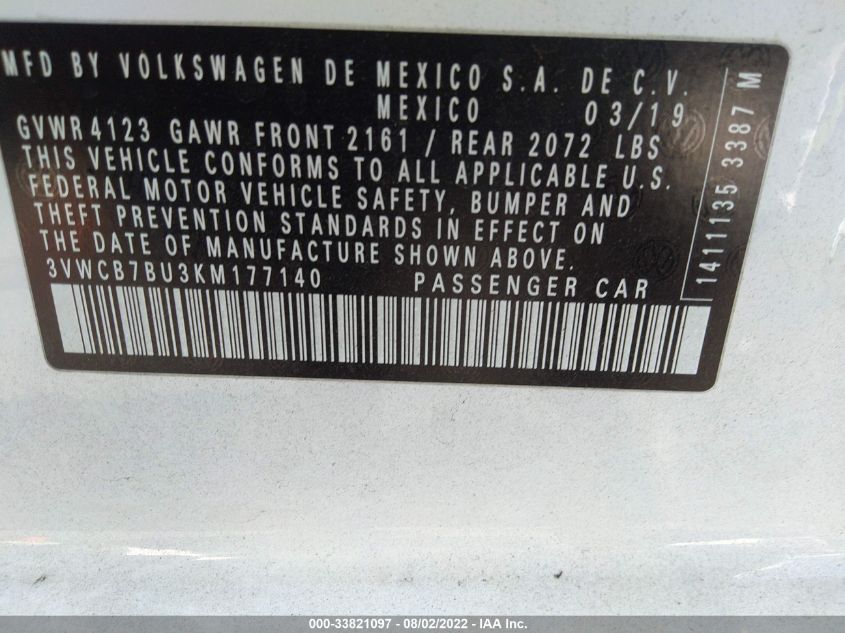 MFD BY VOLKSWAGEN DE MEXICO S.A. DE C.V.
MEXICO 03/19
GVWR 4123 GAWR FRONT 2161 / REAR 2072 LBS
THIS VEHICLE CONFORMS TO ALL APPLICABLE U.S.
FEDERAL MOTOR VEHICLE SAFETY, BUMPER AND
THEFT PREVENTION STANDARDS IN EFFECT ON
THE DATE OF MANUFACTURE SHOWN ABOVE.
3VWCB7BU3KM177140 PASSENGER CAR
1411135 3387 M
000-33821097 - 08/02/2022 - IAA Inc.